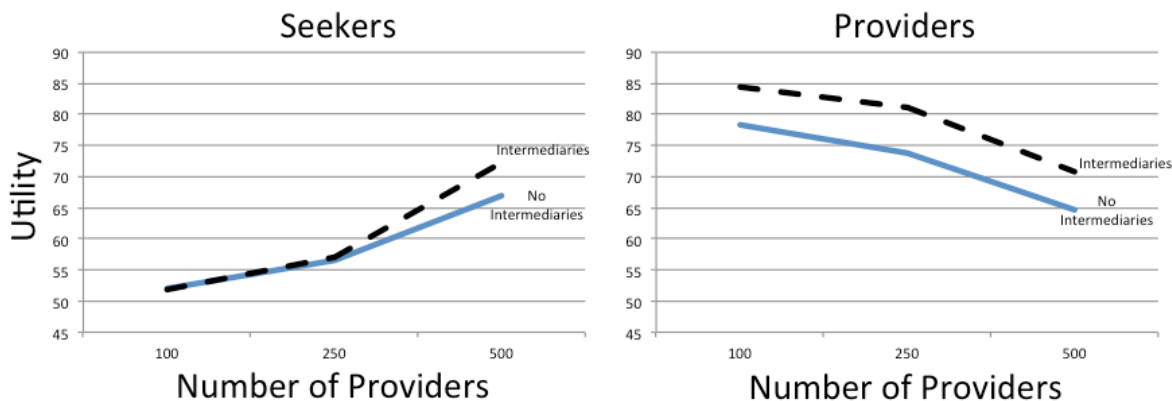 Seekers
90
85
80
75
70
65
60
55
50
45
Utility
Intermediaries
No
Intermediaries
100 250 500
Number of Providers
Providers
90
85
80
75
70
65
60
55
50
45
Intermediaries
No
Intermediaries
100 250 500
Number of Providers